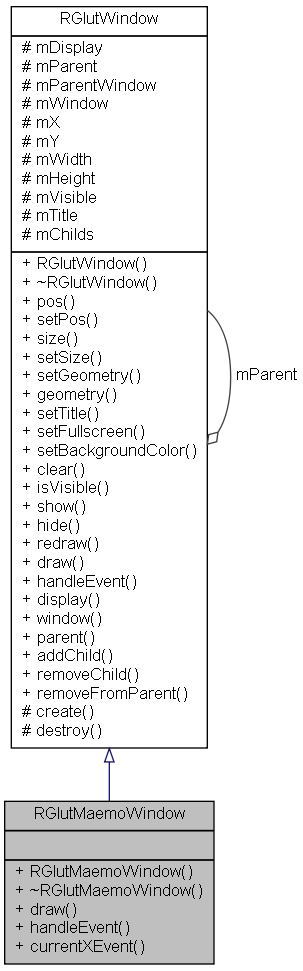 RGlutWindow
# mDisplay
# mParent
# mParentWindow
# mWindow
# mX
# mY
# mWidth
# mHeight
# mVisible
# mTitle
# mChilds
+ RGlutWindow()
+ ~RGlutWindow()
+ pos()
+ setPos()
+ size()
+ setSize()
+ setGeometry()
+ geometry()
+ setTitle()
+ setFullscreen()
+ setBackgroundColor()
+ clear()
+ isVisible()
+ show()
+ hide()
+ redraw()
+ draw()
+ handleEvent()
+ display()
+ window()
+ parent()
+ addChild()
+ removeChild()
+ removeFromParent()
# create()
# destroy()
mParent
RGlutMaemoWindow
+ RGlutMaemoWindow()
+ ~RGlutMaemoWindow()
+ draw()
+ handleEvent()
+ currentXEvent()